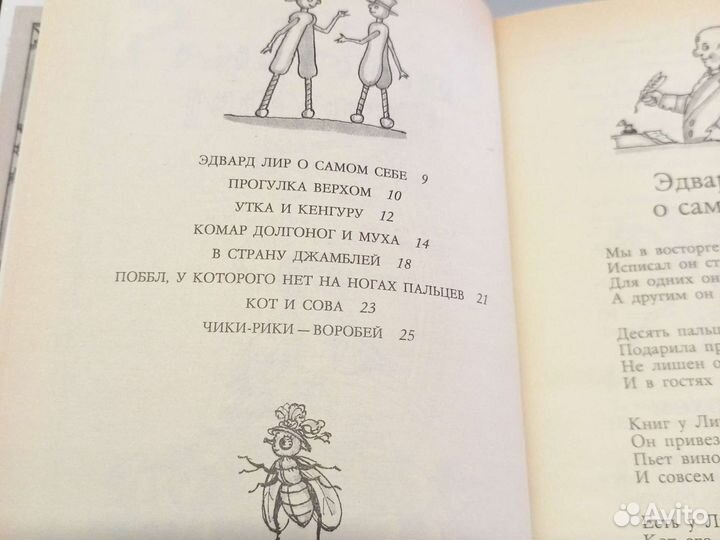 ЭДВАРД ЛИР О САМОМ СЕБЕ 9
ПРОГУЛКА ВЕРХОМ 10
УТКА И КЕНГУРУ 12
КОМАР ДОЛГОНОГ И МУХА 14
В СТРАНУ ДЖАМБЛЕЙ 18
ПОББЛ, У КОТОРОГО НЕТ НА НОГАХ ПАЛЬЦЕВ 21
КОТ И СОВА 23
ЧИКИ-РИКИ — ВОРОБЕЙ 25
Эдвар
о сам
Мы в восторге
Исписал он ст
Для одних он
А другим он
Десять пальц
Подарила пр
Не лишен о
И в гостях
Книг у Ли
Он привез
Пьет вино
И совсем
Есть у Л
Avito